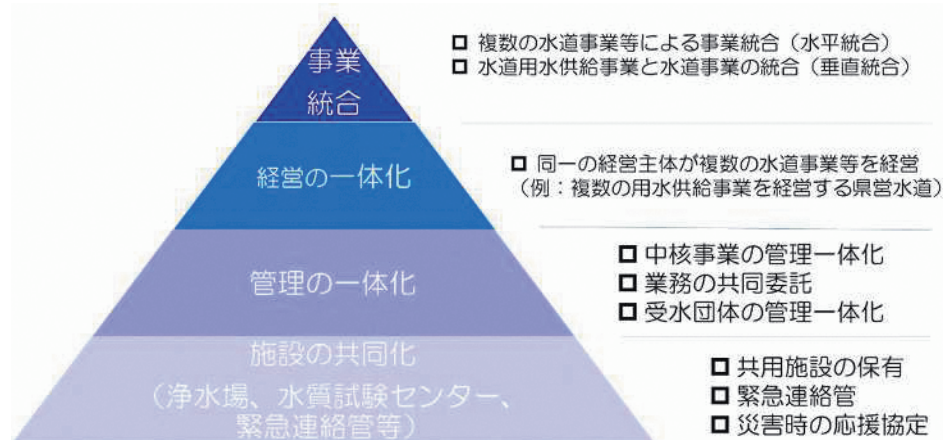 事業
統合
□ 複数の水道事業等による事業統合（水平統合）
□ 水道用水供給事業と水道事業の統合（垂直統合）
経営の一体化
□ 同一の経営主体が複数の水道事業等を経営
（例：複数の用水供給事業を経営する県営水道）
管理の一体化
□ 中核事業の管理一体化
□ 業務の共同委託
□ 受水団体の管理一体化
施設の共同化
（浄水場、水質試験センター、
緊急連絡管等）
□ 共用施設の保有
□ 緊急連絡管
□ 災害時の応援協定